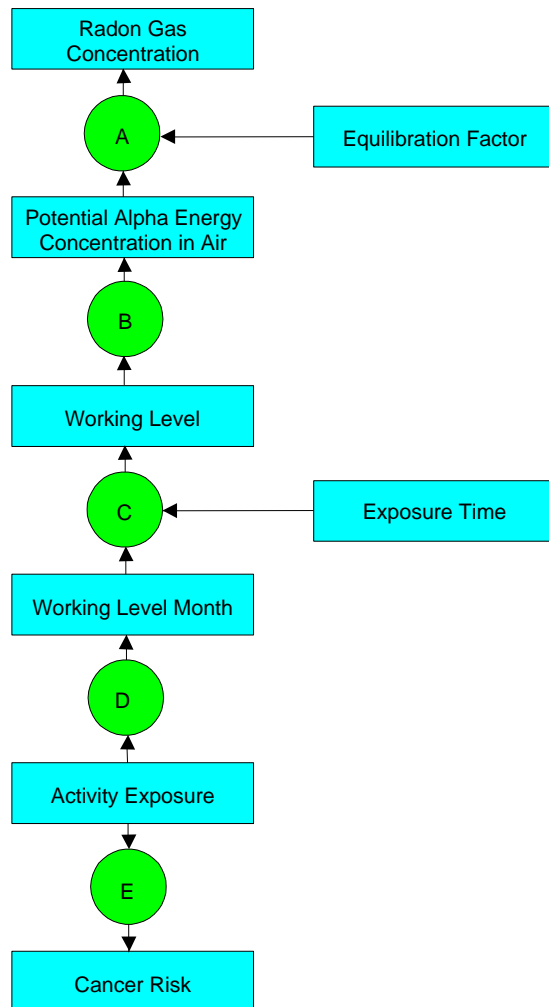 Radon Gas
Concentration
A
Equilibration Factor
Potential Alpha Energy
Concentration in Air
B
Working Level
C
Exposure Time
Working Level Month
D
Activity Exposure
E
Cancer Risk